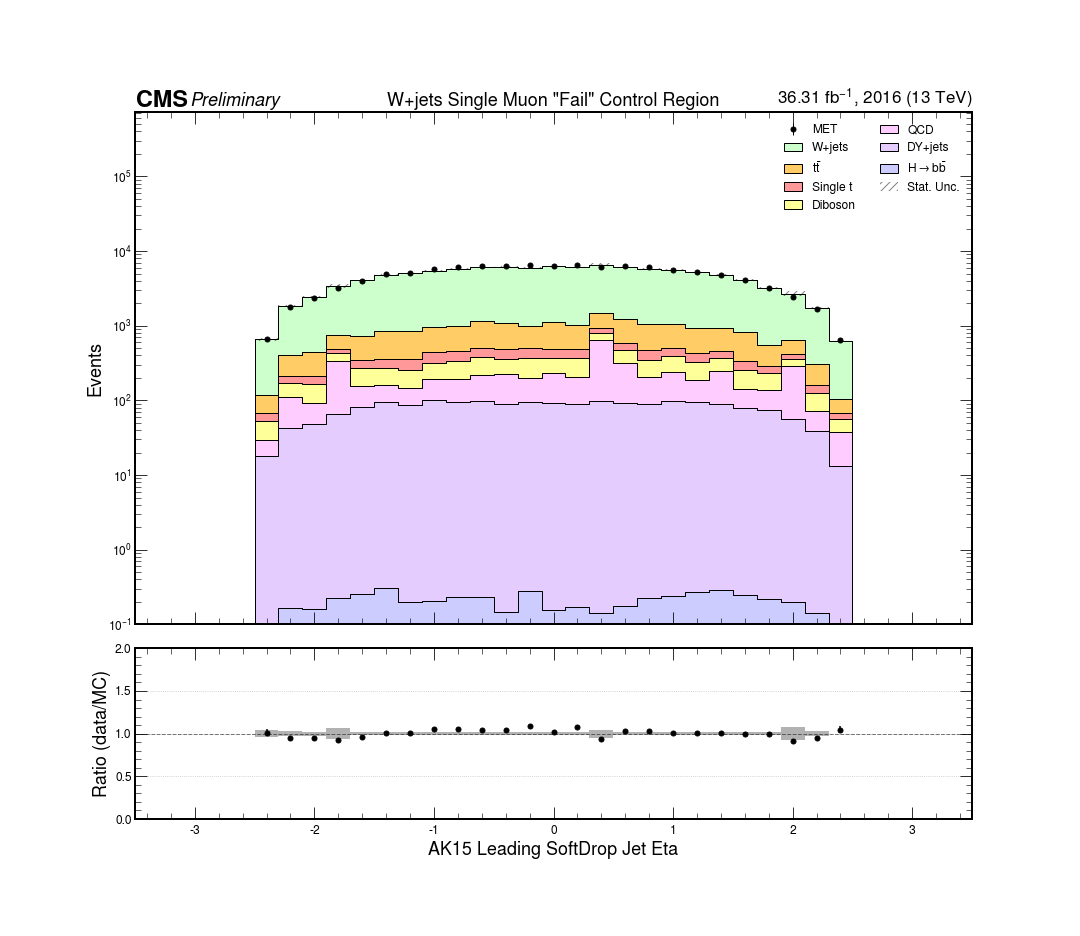 CMS Preliminary W+jets Single Muon "Fail" Control Region 36.31 fb⁻¹, 2016 (13 TeV)
MET QCD
W+jets DY+jets
tt̄ H→bb̄
Single t Stat. Unc.
Diboson
10⁵
10⁴
10³
10²
10¹
10⁰
10⁻¹
Events
2.0
1.5
1.0
0.5
0.0
Ratio (data/MC)
-3 -2 -1 0 1 2 3
AK15 Leading SoftDrop Jet Eta